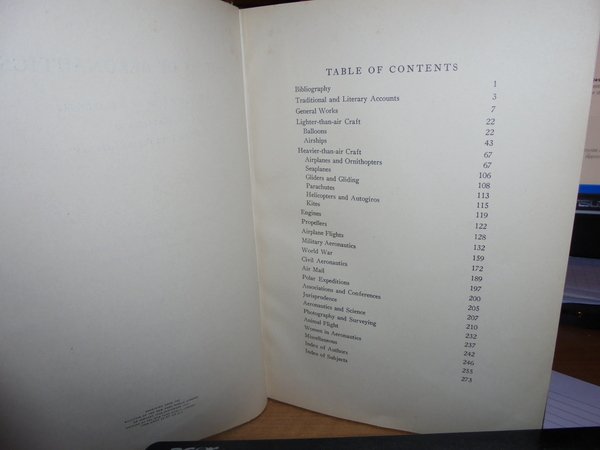 TABLE OF CONTENTS
Bibliography 1
Traditional and Literary Accounts 3
General Works 7
Lighter-than-air Craft 22
Balloons 22
Airships 43
Heavier-than-air Craft 67
Airplanes and Ornithopters 67
Seaplanes 106
Gliders and Gliding 108
Parachutes 113
Helicopters and Autogiros 115
Kites 119
Engines 122
Propellers 128
Airplane Flights 132
Military Aeronautics 159
World War 172
Civil Aeronautics 189
Air Mail 197
Polar Expeditions 200
Associations and Conferences 205
Jurisprudence 207
Aeronautics and Science 210
Photography and Surveying 232
Animal Flight 237
Women in Aeronautics 242
Miscellaneous 246
Index of Authors 255
Index of Subjects 273